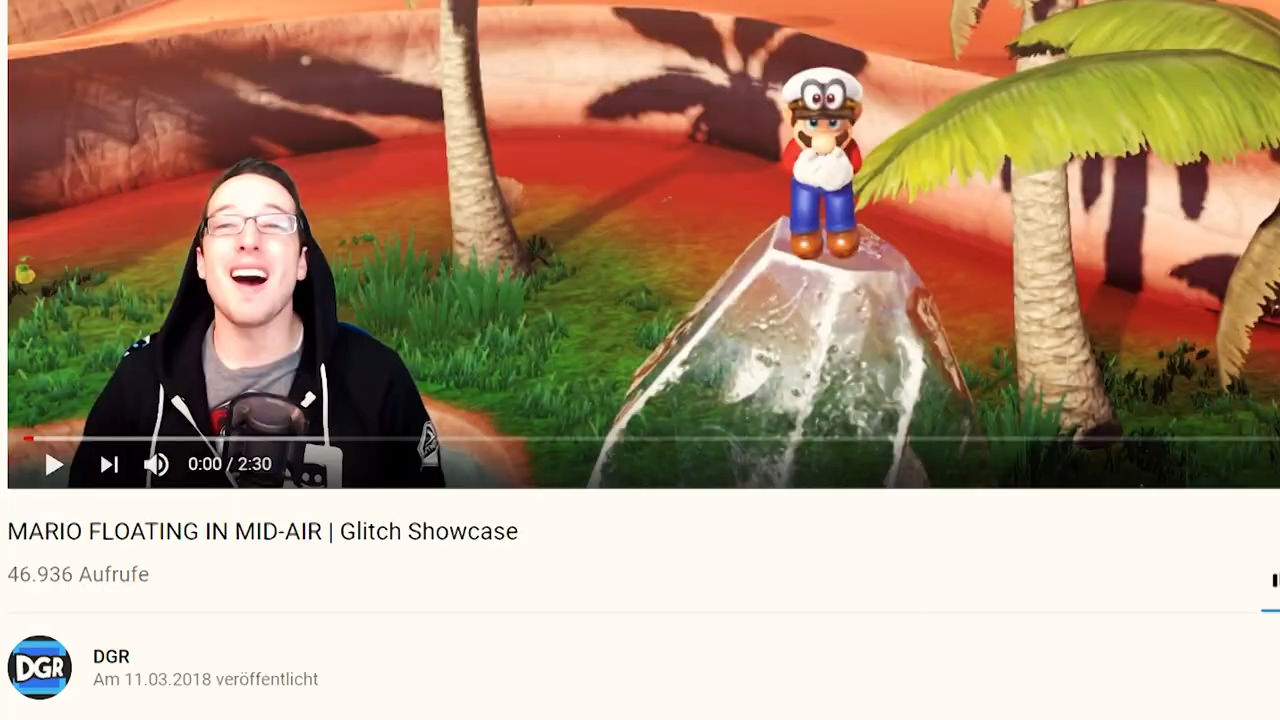 0:00 / 2:30
MARIO FLOATING IN MID-AIR | Glitch Showcase
46.936 Aufrufe
DGR
DGR
Am 11.03.2018 veröffentlicht